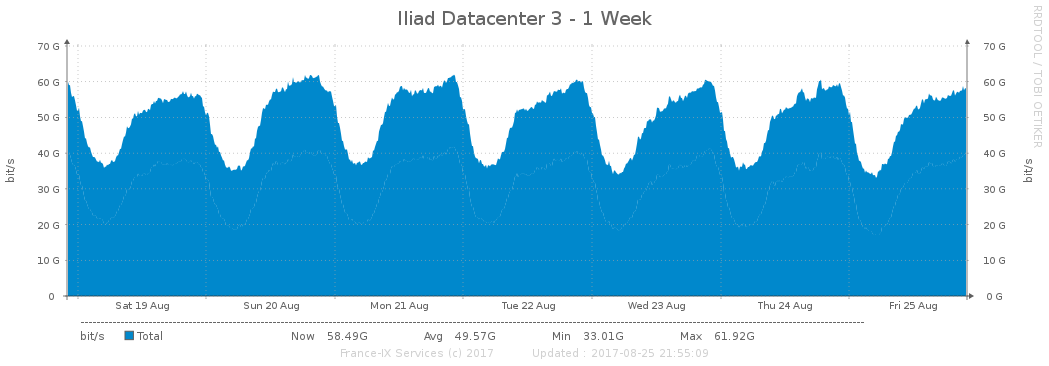 Iliad Datacenter 3 - 1 Week
RRDTOOL / TOBI OETIKER
70 G 70 G
60 G 60 G
50 G 50 G
40 G 40 G
30 G 30 G
20 G 20 G
10 G 10 G
0 0 G
bit/s bit/s
Sat 19 Aug Sun 20 Aug Mon 21 Aug Tue 22 Aug Wed 23 Aug Thu 24 Aug Fri 25 Aug
bit/s Total Now 58.49G Avg 49.57G Min 33.01G Max 61.92G
France-IX Services (c) 2017 Updated : 2017-08-25 21:55:09